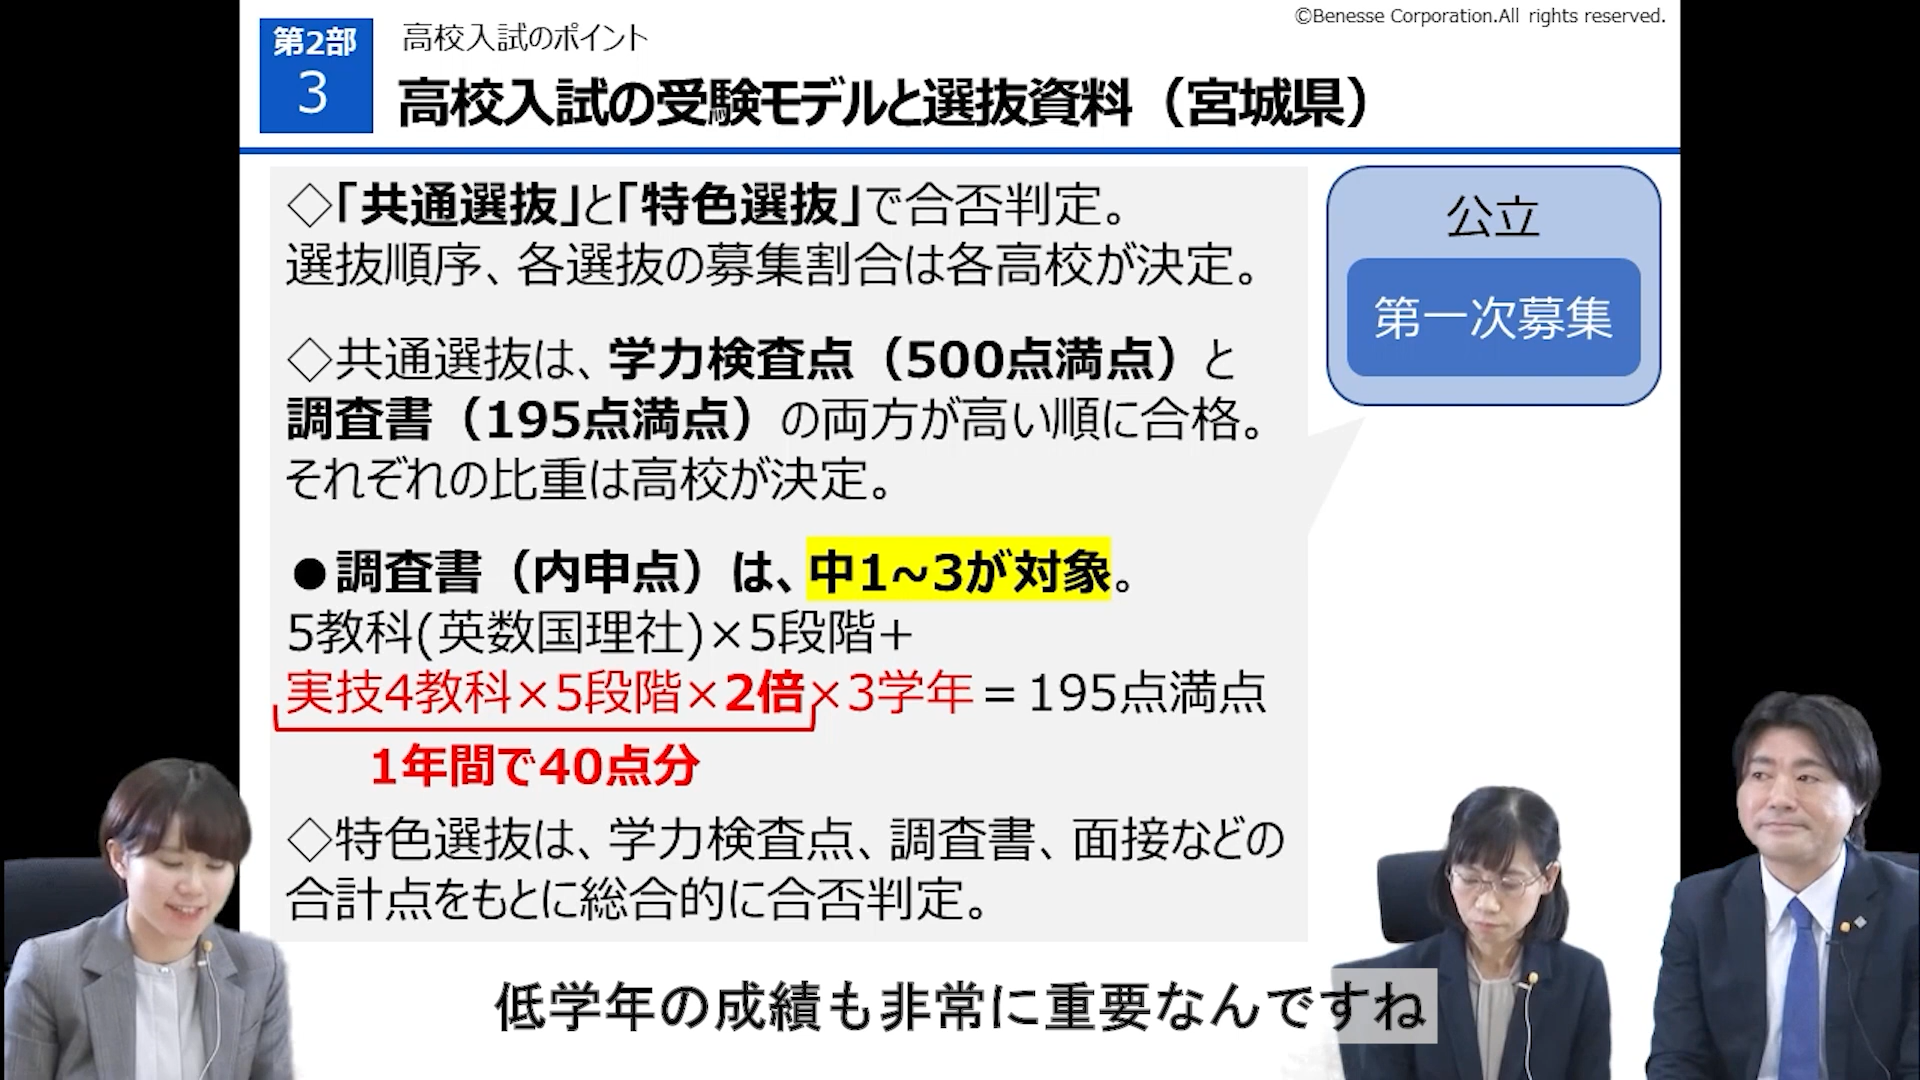 ©Benesse Corporation.All rights reserved.
第2部
3
高校入試のポイント
高校入試の受験モデルと選抜資料（宮城県）
◇「共通選抜」と「特色選抜」で合否判定。
選抜順序、各選抜の募集割合は各高校が決定。
◇共通選抜は、学力検査点（500点満点）と
調査書（195点満点）の両方が高い順に合格。
それぞれの比重は高校が決定。
●調査書（内申点）は、中1~3が対象。
5教科(英数国理社)×5段階＋
実技4教科×5段階×2倍×3学年＝195点満点
1年間で40点分
◇特色選抜は、学力検査点、調査書、面接などの
合計点をもとに総合的に合否判定。
公立
第一次募集
低学年の成績も非常に重要なんですね